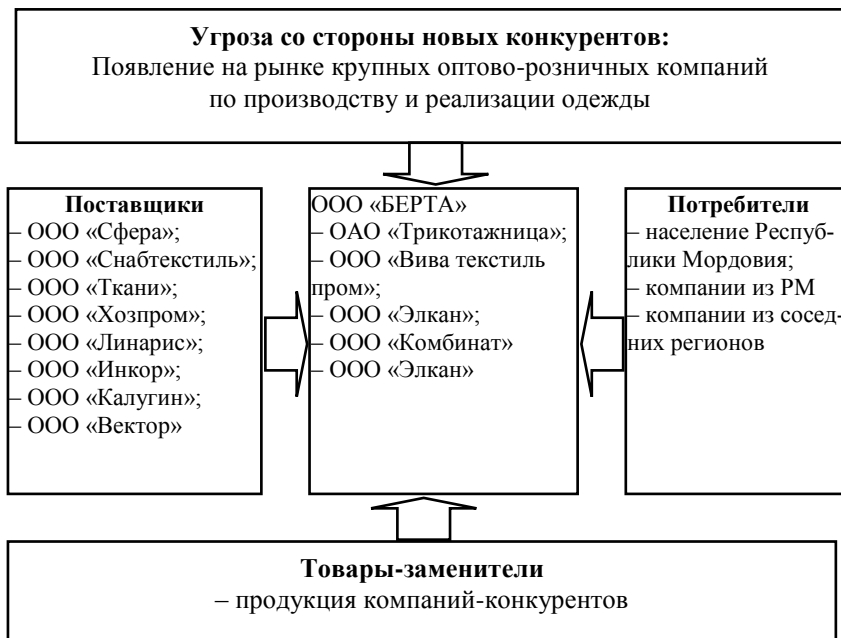 Угроза со стороны новых конкурентов:
Появление на рынке крупных оптово-розничных компаний
по производству и реализации одежды
Поставщики
– ООО «Сфера»;
– ООО «Снабтекстиль»;
– ООО «Ткани»;
– ООО «Хозпром»;
– ООО «Линарис»;
– ООО «Инкор»;
– ООО «Калугин»;
– ООО «Вектор»
ООО «БЕРТА»
– ОАО «Трикотажница»;
– ООО «Вива текстиль
пром»;
– ООО «Элкан»;
– ООО «Комбинат»
– ООО «Элкан»
Потребители
– население Респуб-
лики Мордовия;
– компании из РМ
– компании из сосед-
них регионов
Товары-заменители
– продукция компаний-конкурентов